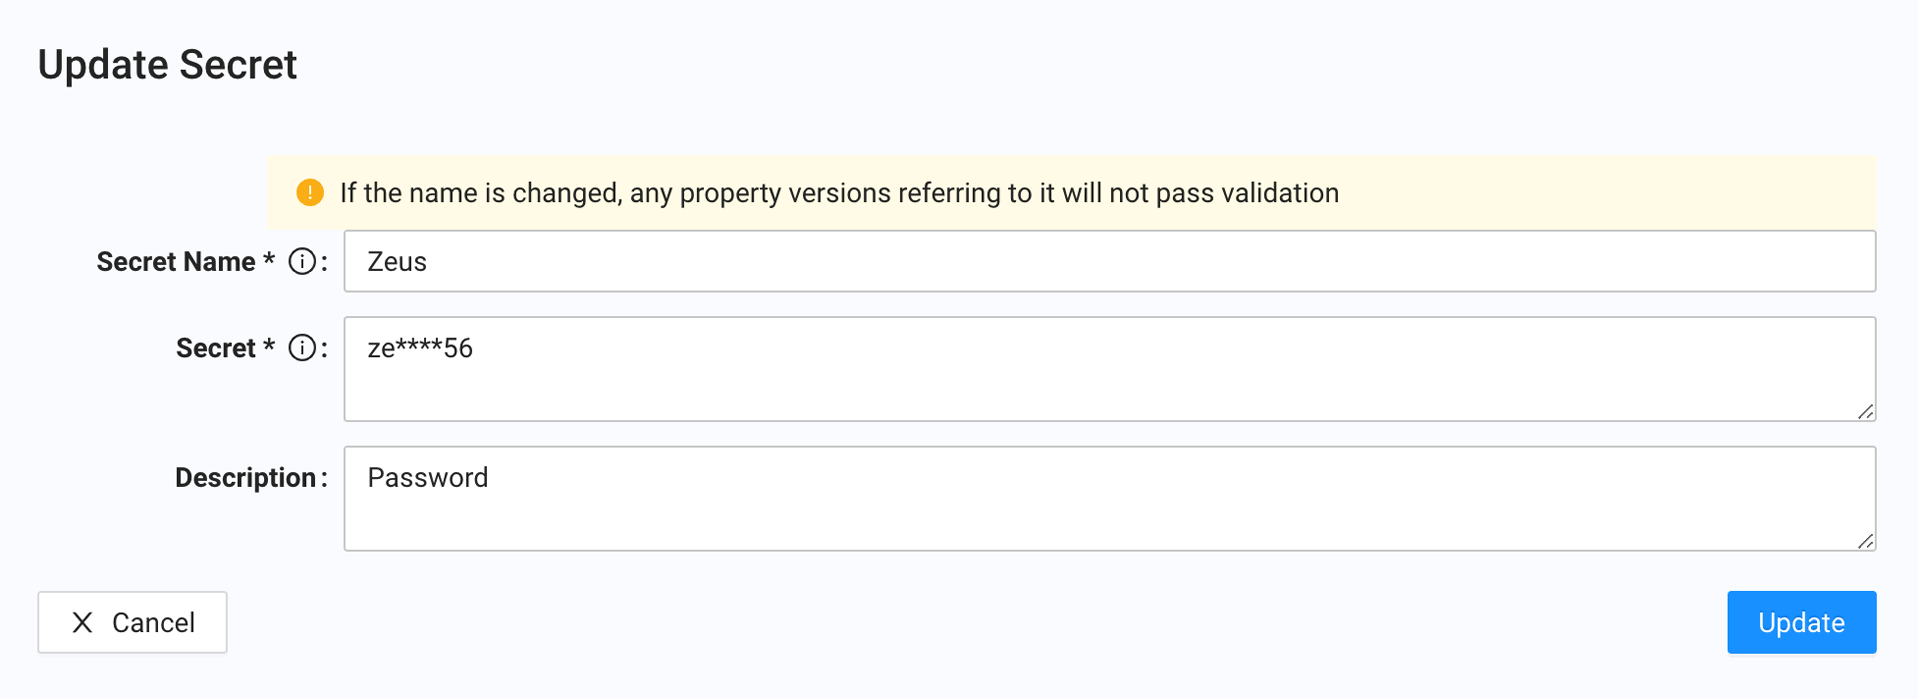 Update Secret
If the name is changed, any property versions referring to it will not pass validation
Secret Name * : Zeus
Secret * : ze****56
Description : Password
Cancel
Update